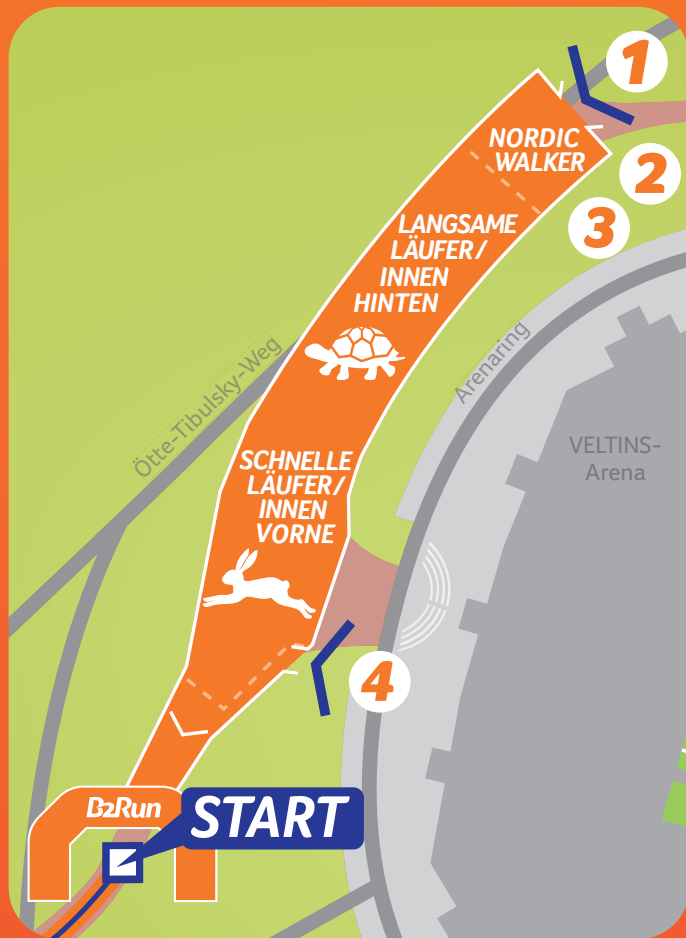 1
NORDIC
WALKER
2
3
LANGSAME
LÄUFER/
INNEN
HINTEN
Arenaring
Ötte-Tibulsky-Weg
VELTINS-
Arena
SCHNELLE
LÄUFER/
INNEN
VORNE
4
B2Run
START